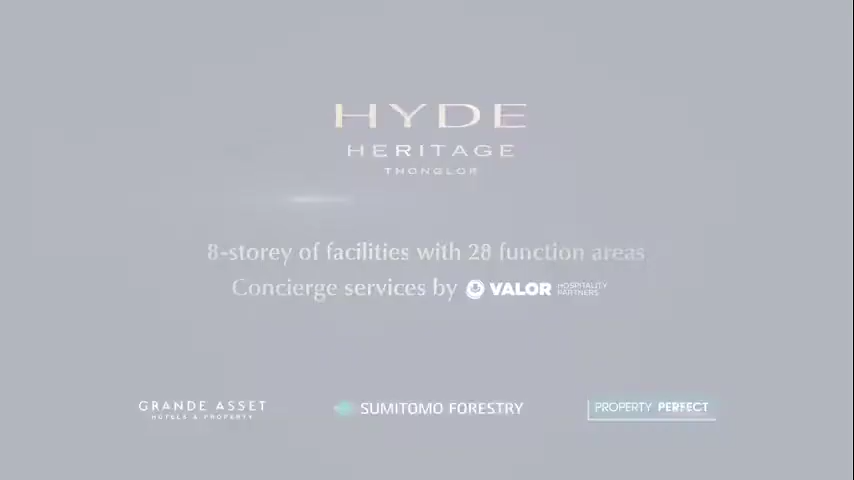 HYDE
HERITAGE
THONGLOR
8-storey of facilities with 28 function areas
Concierge services by VALOR HOSPITALITY PARTNERS
GRANDE ASSET
HOTELS & PROPERTY
SUMITOMO FORESTRY
PROPERTY PERFECT